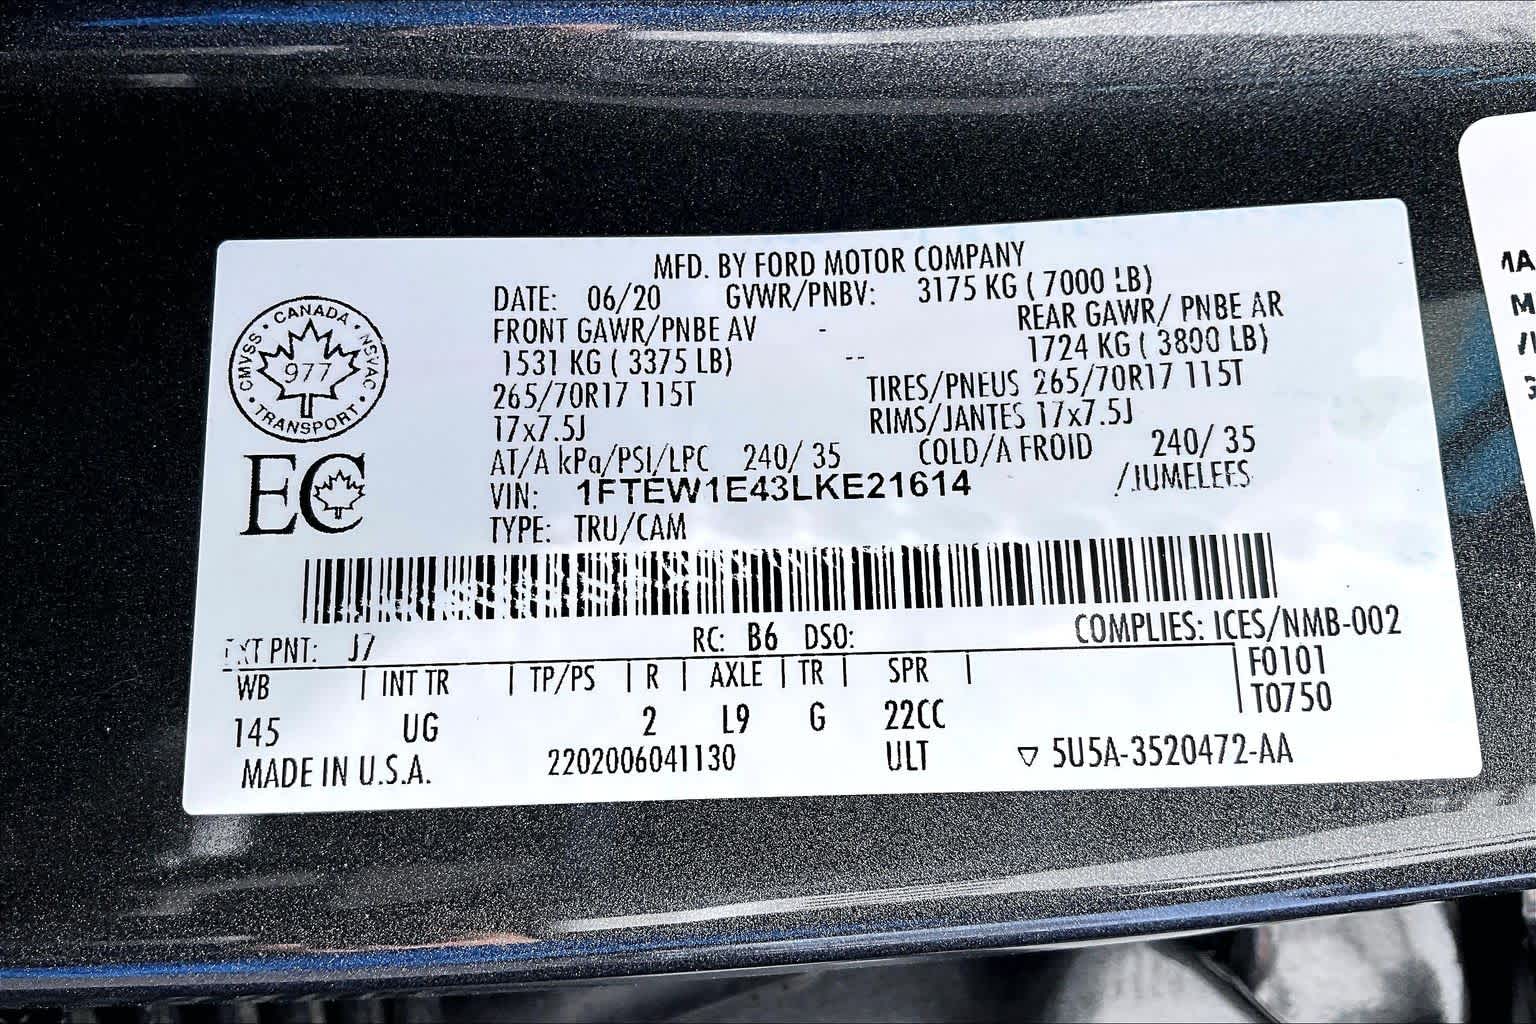 MFD. BY FORD MOTOR COMPANY
DATE: 06/20 GVWR/PNBV: 3175 KG ( 7000 LB)
FRONT GAWR/PNBE AV - REAR GAWR/ PNBE AR
1531 KG ( 3375 LB) -- 1724 KG ( 3800 LB)
265/70R17 115T TIRES/PNEUS 265/70R17 115T
17x7.5J RIMS/JANTES 17x7.5J
AT/A kPa/PSI/LPC 240/ 35 COLD/A FROID 240/ 35
VIN: 1FTEW1E43LKE21614 /JUMELEES
TYPE: TRU/CAM
CANADA
CMVSS NSVAC
977
TRANSPORT
EC
EXT PNT: J7 RC: B6 DSO: COMPLIES: ICES/NMB-002
WB | INT TR | TP/PS | R | AXLE | TR | SPR | F0101
145 UG 2 L9 G 22CC T0750
MADE IN U.S.A. 2202006041130 ULT ▽ 5U5A-3520472-AA
MA